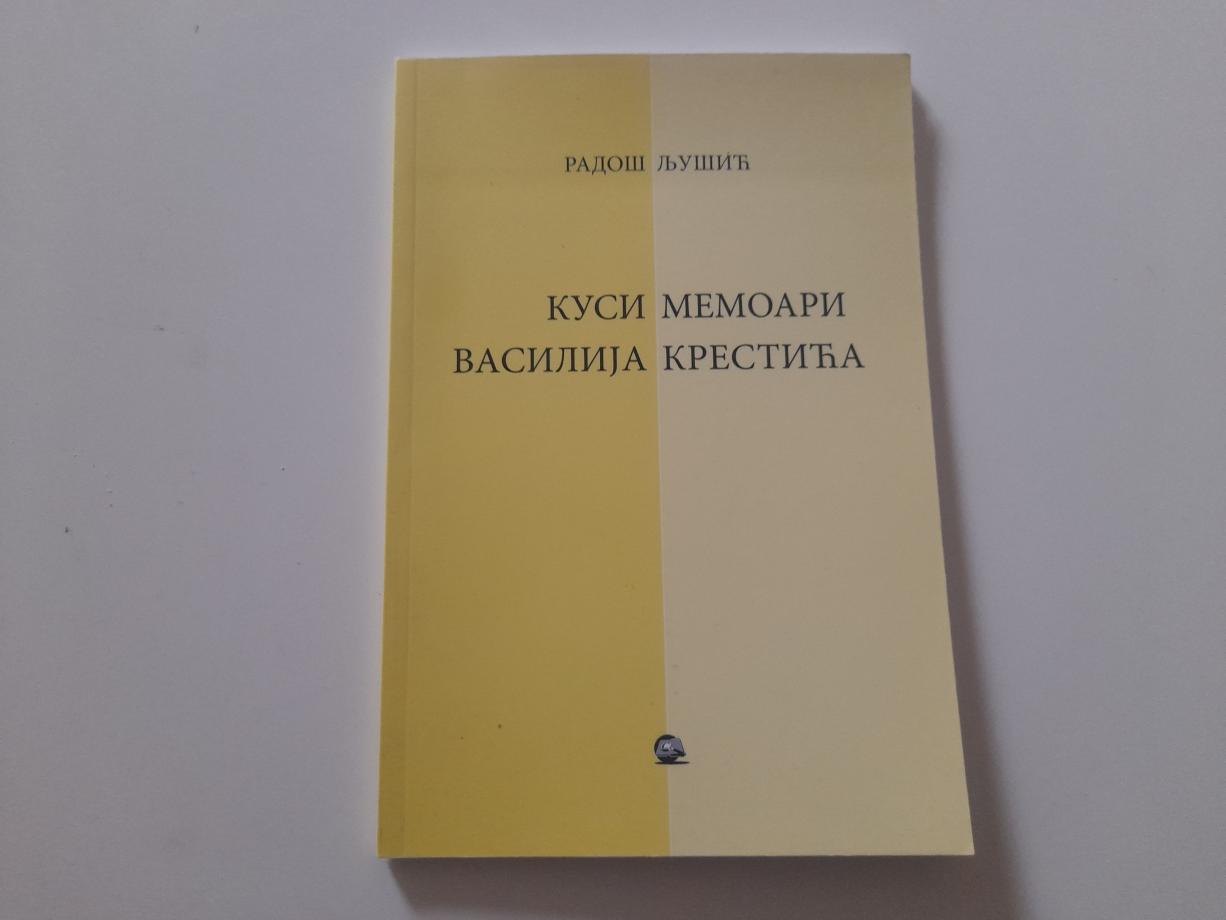 РАДОШ ЉУШИЋ
КУСИ МЕМОАРИ
ВАСИЛИЈА КРЕСТИЋА